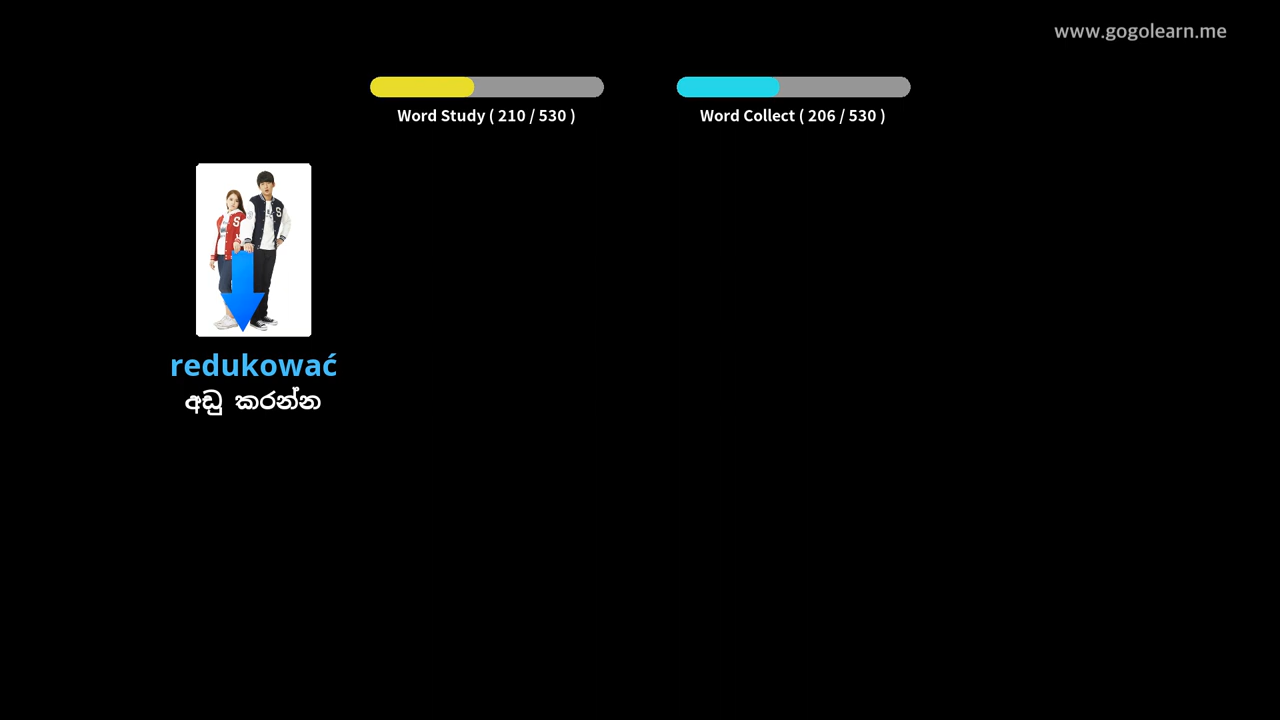 www.gogolearn.me
Word Study ( 210 / 530 )
Word Collect ( 206 / 530 )
redukować
අඩු කරන්න